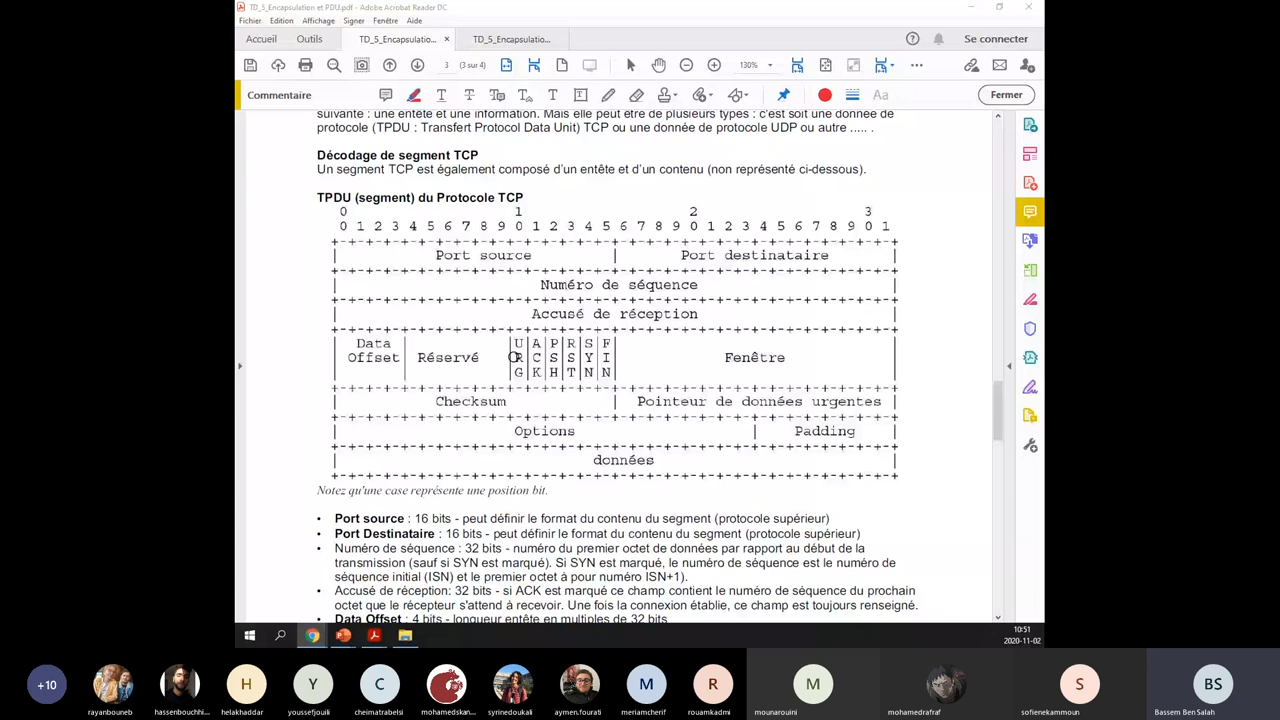 TD_5_Encapsulation et PDU.pdf - Adobe Acrobat Reader DC
Fichier Edition Affichage Signer Fenêtre Aide
Accueil Outils TD_5_Encapsulatio... × TD_5_Encapsulatio... Se connecter
3 (3 sur 4) 130%
Commentaire Fermer
suivante : une entête et une information. Mais elle peut être de plusieurs types : c'est soit une donnée de
protocole (TPDU : Transfert Protocol Data Unit) TCP ou une donnée de protocole UDP ou autre ..... .
Décodage de segment TCP
Un segment TCP est également composé d'un entête et d'un contenu (non représenté ci-dessous).
TPDU (segment) du Protocole TCP
0 1 2 3
0 1 2 3 4 5 6 7 8 9 0 1 2 3 4 5 6 7 8 9 0 1 2 3 4 5 6 7 8 9 0 1
Port source | Port destinataire
Numéro de séquence
Accusé de réception
Data |U|A|P|R|S|F|
Offset| Réservé |R|C|S|S|Y|I| Fenêtre
|G|K|H|T|N|N|
Checksum | Pointeur de données urgentes
Options | Padding
données
Notez qu'une case représente une position bit.
• Port source : 16 bits - peut définir le format du contenu du segment (protocole supérieur)
• Port Destinataire : 16 bits - peut définir le format du contenu du segment (protocole supérieur)
• Numéro de séquence : 32 bits - numéro du premier octet de données par rapport au début de la
transmission (sauf si SYN est marqué). Si SYN est marqué, le numéro de séquence est le numéro de
séquence initial (ISN) et le premier octet à pour numéro ISN+1).
• Accusé de réception: 32 bits - si ACK est marqué ce champ contient le numéro de séquence du prochain
octet que le récepteur s'attend à recevoir. Une fois la connexion établie, ce champ est toujours renseigné.
• Data Offset : 4 bits - longueur entête en multiples de 32 bits
10:51
2020-11-02
+10 H Y C M R M S BS
rayanbouneb hassenbouchhi... helakhaddar youssefjouili cheimatrabelsi mohamedskan... syrinedoukali aymen.fourati meriamcherif rouamkadmi mounarouini mohamedrafraf sofienekammoun Bassem Ben Salah